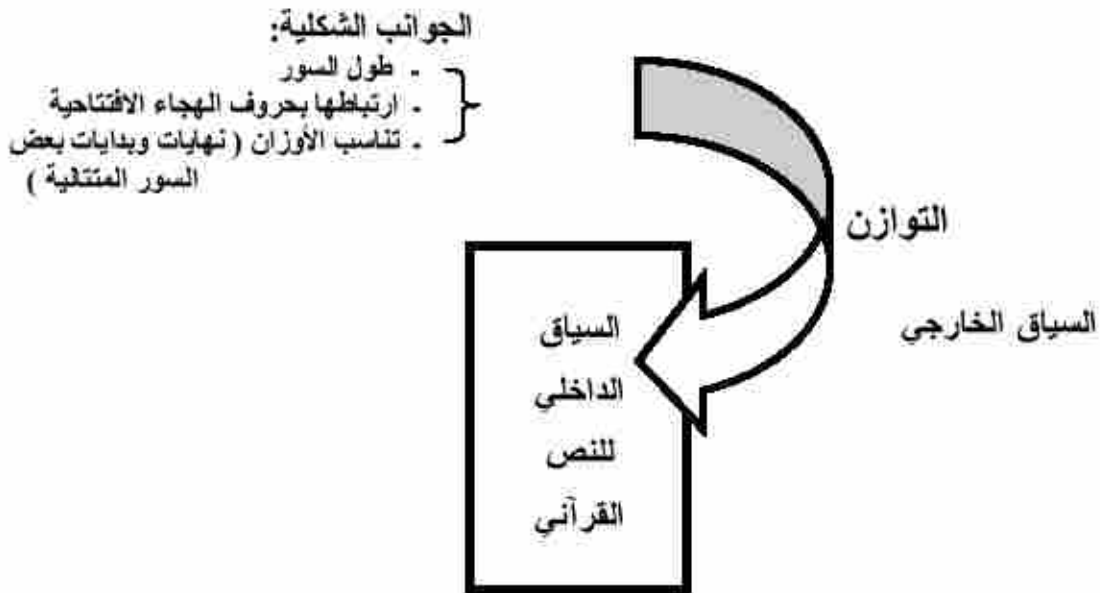 الجوانب الشكلية:
- طول السور
- ارتباطها بحروف الهجاء الافتتاحية
- تناسب الأوزان ( نهايات وبدايات بعض
السور المتتالية )
التوازن
السياق الخارجي
السياق
الداخلي
للنص
القرآني